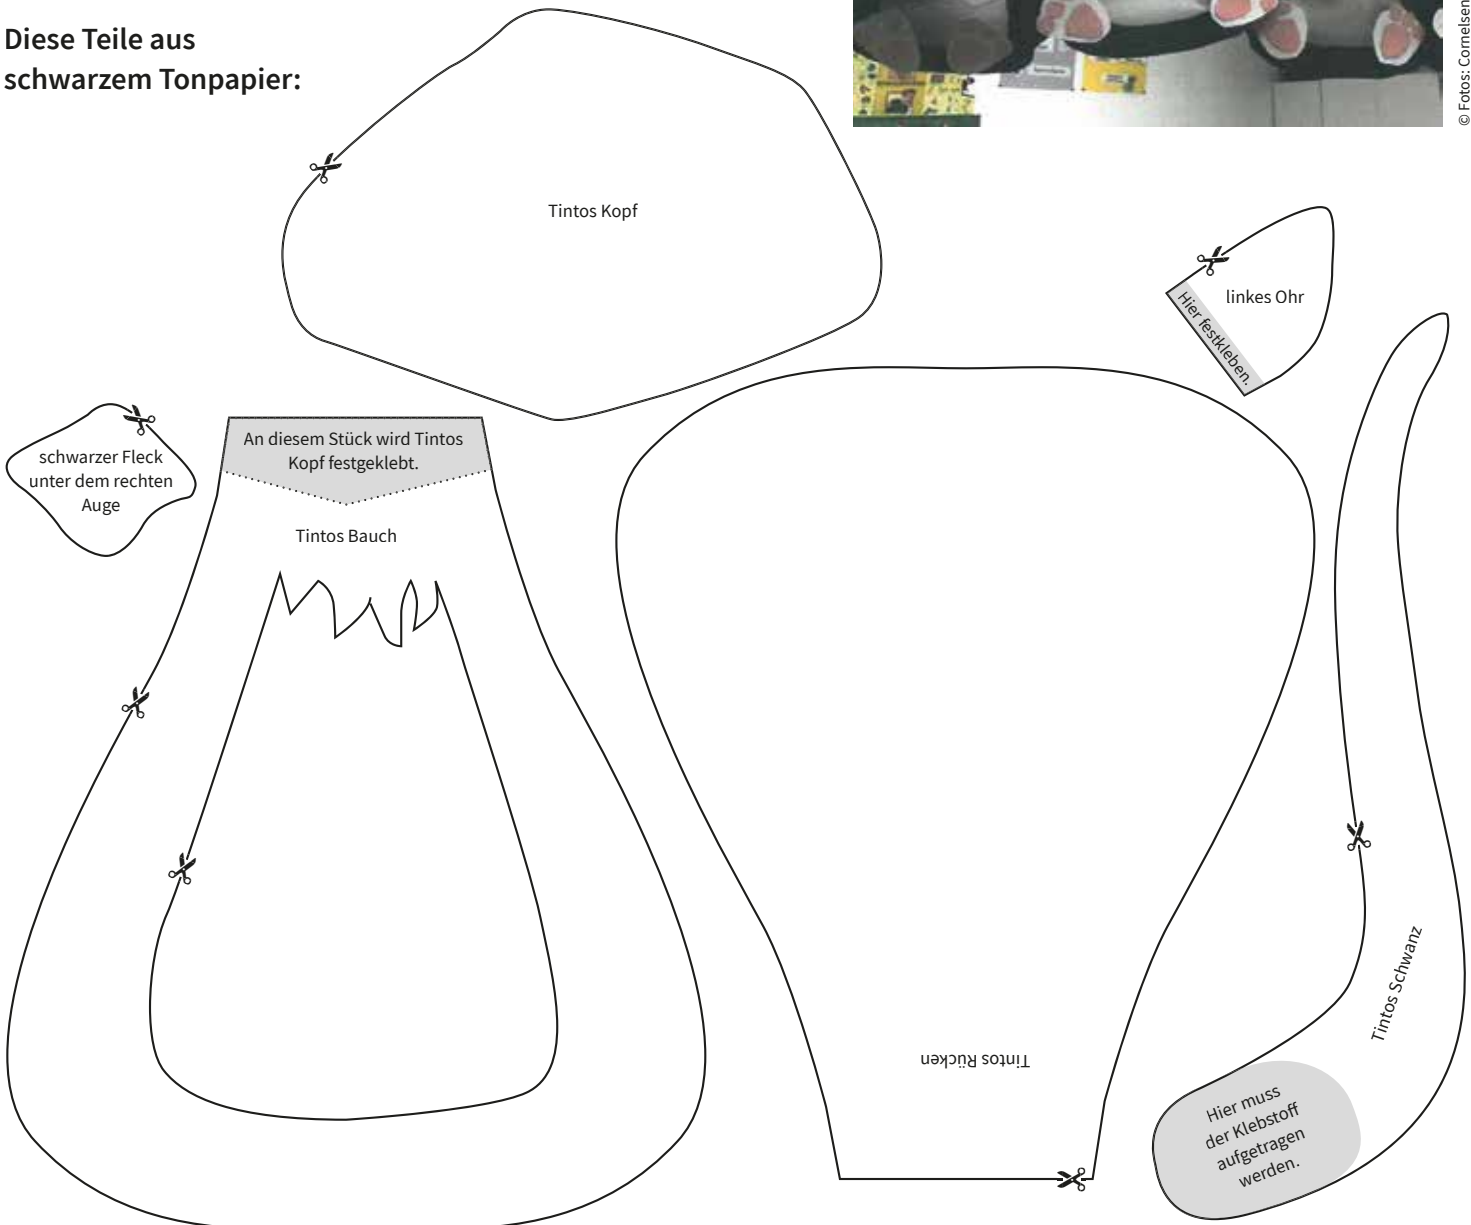 Diese Teile aus
schwarzem Tonpapier:
© Fotos: Cornelsen
Tintos Kopf
linkes Ohr
Hier festkleben.
schwarzer Fleck
unter dem rechten
Auge
An diesem Stück wird Tintos
Kopf festgeklebt.
Tintos Bauch
Tintos Rücken
Tintos Schwanz
Hier muss
der Klebstoff
aufgetragen
werden.